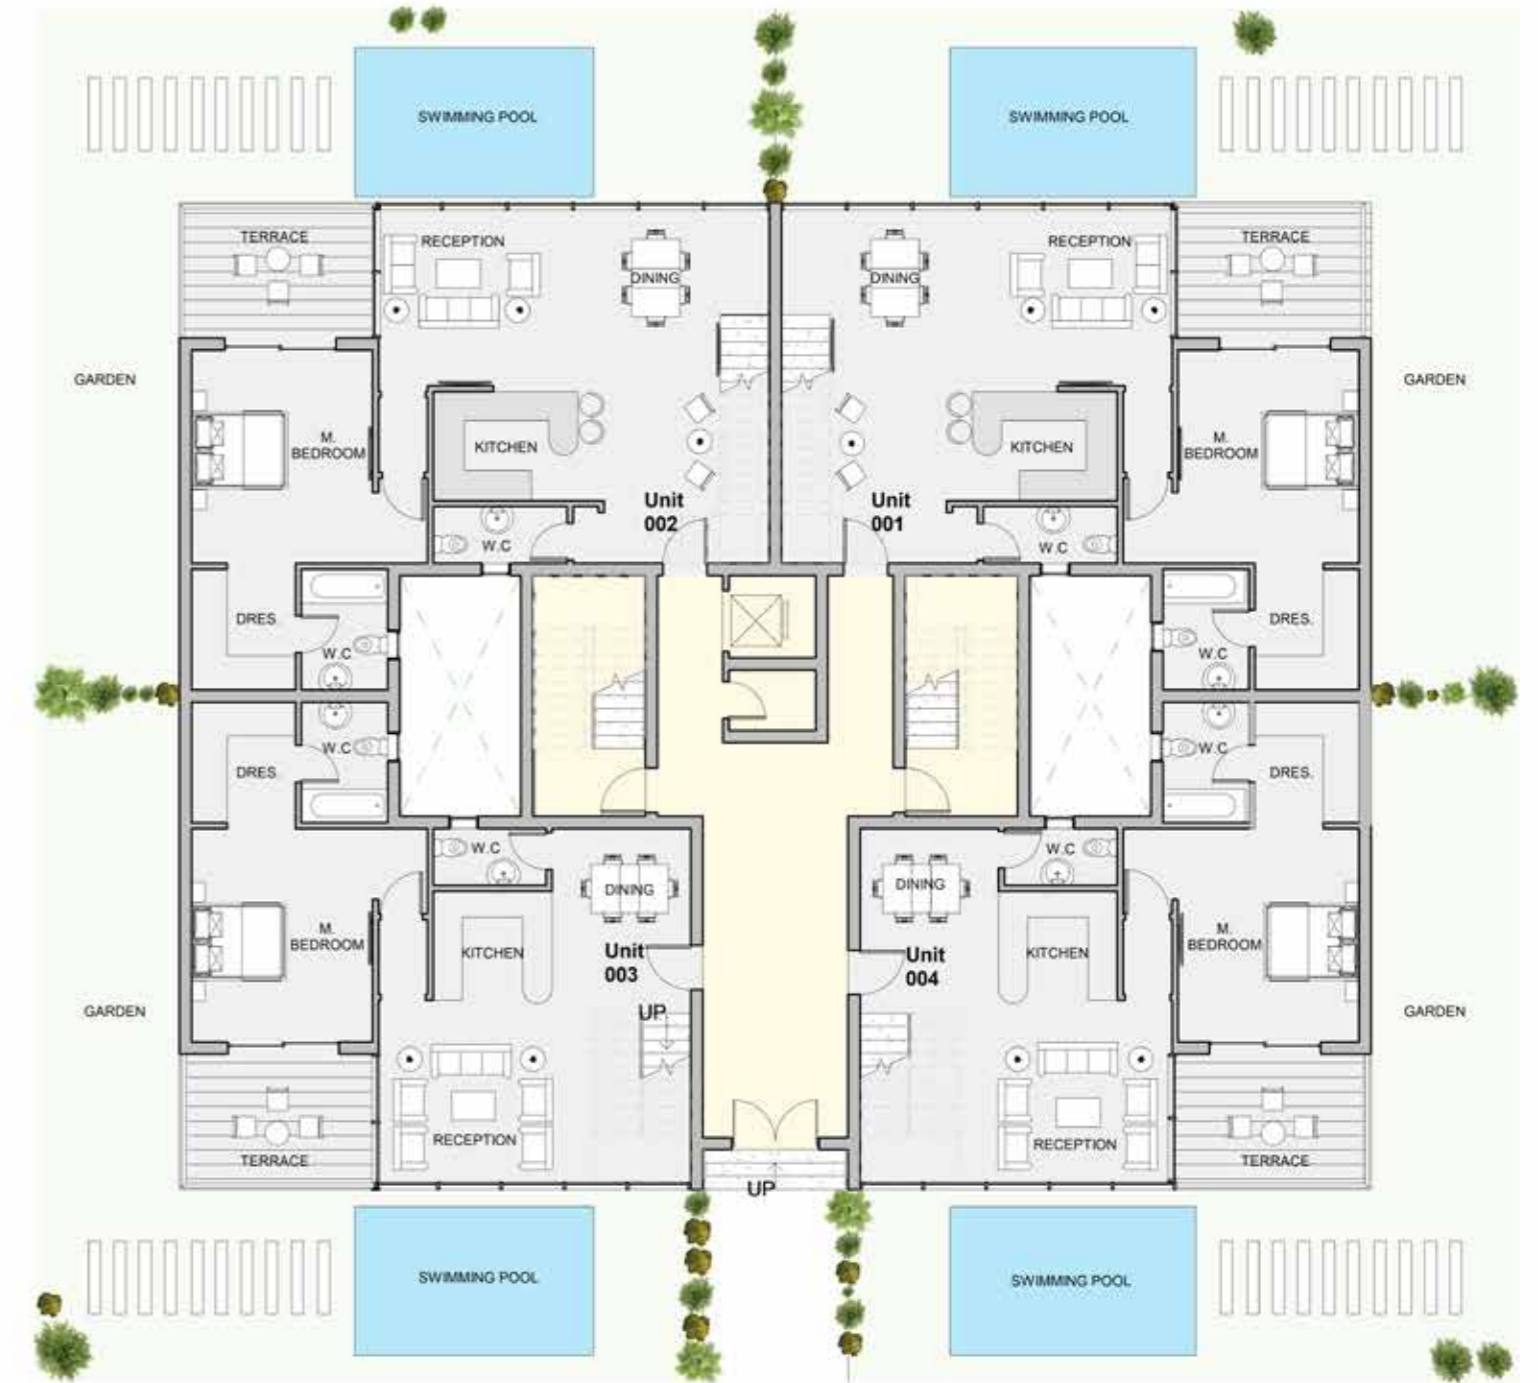 SWIMMING POOL
SWIMMING POOL
TERRACE
RECEPTION
DINING
DINING
RECEPTION
TERRACE
GARDEN
GARDEN
M.
BEDROOM
KITCHEN
KITCHEN
M.
BEDROOM
Unit
002
Unit
001
W.C
W.C
DRES.
W.C
W.C
DRES.
DRES.
W.C
W.C
DRES.
W.C
W.C
DINING
DINING
M.
BEDROOM
KITCHEN
Unit
003
Unit
004
KITCHEN
M.
BEDROOM
GARDEN
UP
GARDEN
RECEPTION
RECEPTION
TERRACE
TERRACE
UP
SWIMMING POOL
SWIMMING POOL